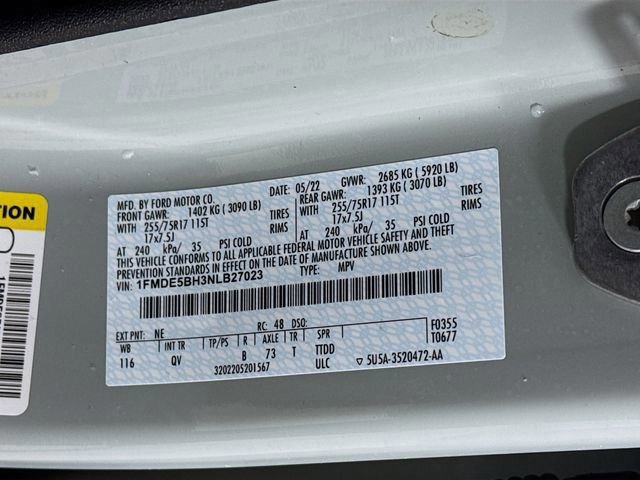 MFD. BY FORD MOTOR CO.
DATE: 05/22 GVWR: 2685 KG ( 5920 LB)
FRONT GAWR: 1402 KG ( 3090 LB) REAR GAWR: 1393 KG ( 3070 LB)
WITH 255/75R17 115T TIRES WITH 255/75R17 115T TIRES
17x7.5J RIMS 17x7.5J RIMS
AT 240 kPa/ 35 PSI COLD AT 240 kPa/ 35 PSI COLD
THIS VEHICLE CONFORMS TO ALL APPLICABLE FEDERAL MOTOR VEHICLE SAFETY AND THEFT
PREVENTION STANDARDS IN EFFECT ON THE DATE OF MANUFACTURE SHOWN ABOVE.
VIN: 1FMDE5BH3NLB27023 TYPE: MPV
EXT PNT: NE RC: 48 DSO: F0355
WB INT TR TP/PS R AXLE TR SPR T0677
116 QV B 73 T TTDD
3202205201567 ULC 5U5A-3520472-AA
TION